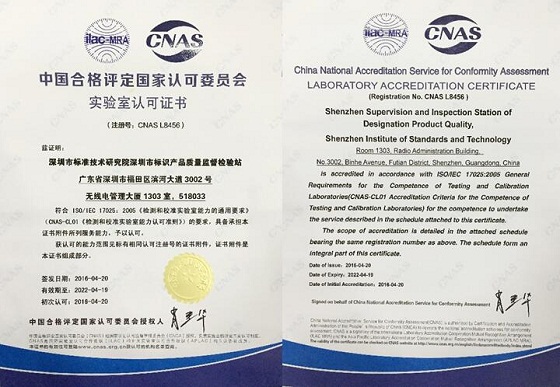 ilac-MRA
CNAS
中国合格评定国家认可委员会
实验室认可证书
(注册号：CNAS L8456)
兹证明：
深圳市标准技术研究院深圳市标识产品质量监督检验站
广东省深圳市福田区滨河大道 3002 号
无线电管理大厦 1303 室，518033
符合 ISO/IEC 17025：2005《检测和校准实验室能力的通用要求》
(CNAS-CL01《检测和校准实验室能力认可准则》)的要求，具备承担本
证书附件所列服务能力，予以认可。
获认可的能力范围见标有相同认可注册号的证书附件，证书附件是
本证书组成部分。
签发日期：2016-04-20
有效期至：2022-04-19
初次认可：2016-04-20
中国合格评定国家认可委员会授权人
ilac-MRA
CNAS
China National Accreditation Service for Conformity Assessment
LABORATORY ACCREDITATION CERTIFICATE
(Registration No. CNAS L8456)
Shenzhen Supervision and Inspection Station of
Designation Product Quality,
Shenzhen Institute of Standards and Technology
Room 1303, Radio Administration Building,
No.3002, Binhe Avenue, Futian District, Shenzhen, Guangdong, China
is accredited in accordance with ISO/IEC 17025:2005 General
Requirements for the Competence of Testing and Calibration
Laboratories(CNAS-CL01 Accreditation Criteria for the Competence of
Testing and Calibration Laboratories) for the competence to undertake
the service described in the schedule attached to this certificate.
The scope of accreditation is detailed in the attached schedule
bearing the same registration number as above. The schedule form an
integral part of this certificate.
Date of Issue: 2016-04-20
Date of Expiry: 2022-04-19
Date of Initial Accreditation: 2016-04-20
Signed on behalf of China National Accreditation Service for Conformity Assessment